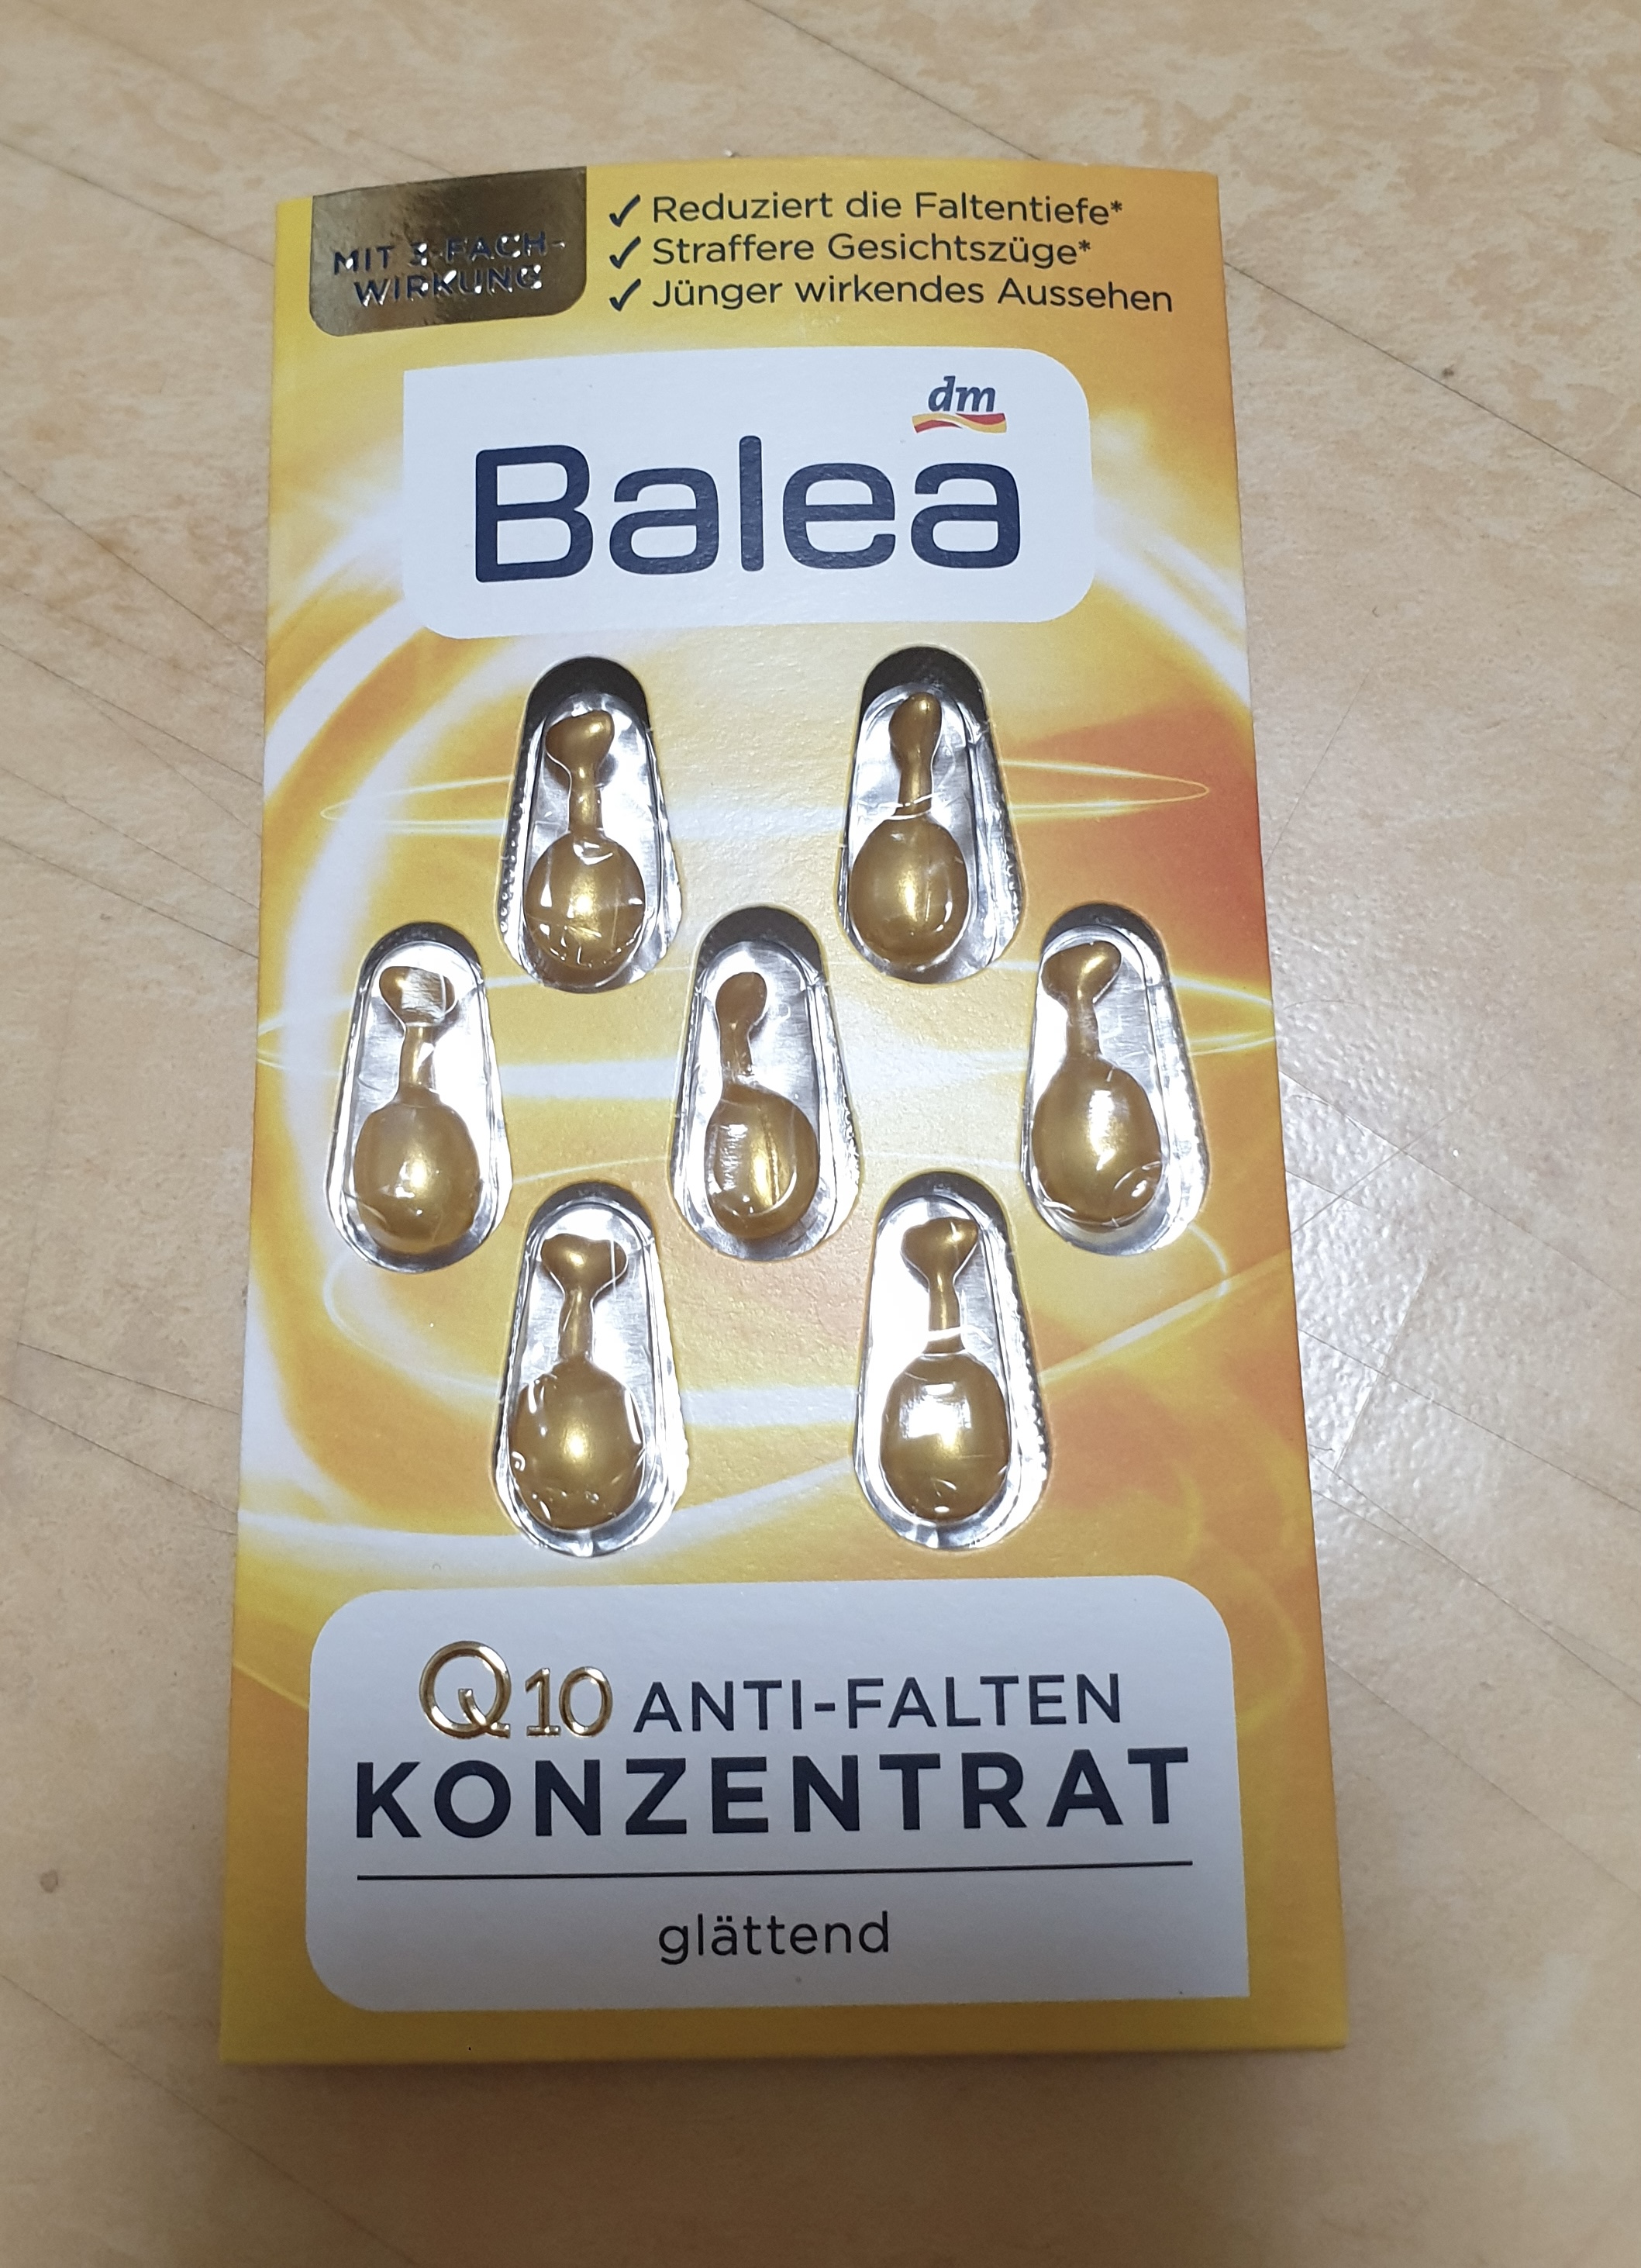 MIT 3-FACH-
WIRKUNG
✓ Reduziert die Faltentiefe*
✓ Straffere Gesichtszüge*
✓ Jünger wirkendes Aussehen
dm
Balea
Q10 ANTI-FALTEN
KONZENTRAT
glättend